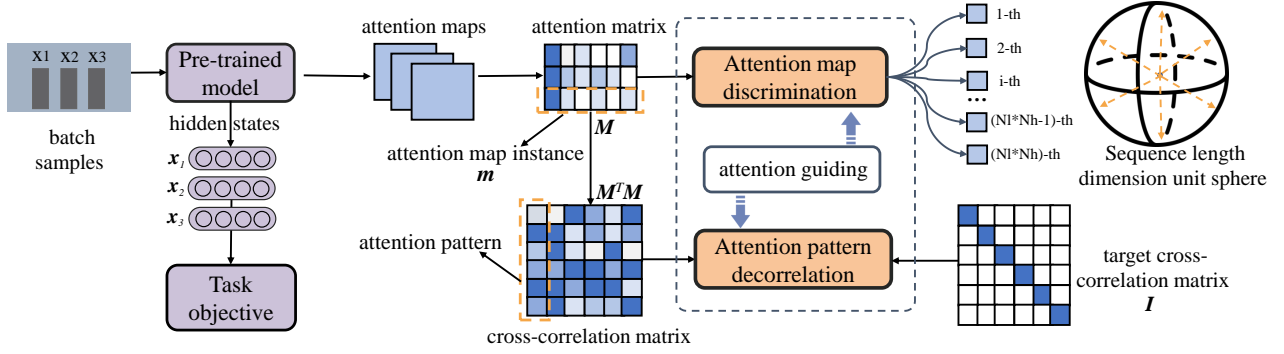 x1 x2 x3
batch
samples
Pre-trained
model
hidden states
x₁
x₂
x₃
Task
objective
attention maps
attention matrix
M
attention map instance
m
MᵀM
attention pattern
cross-correlation matrix
Attention map
discrimination
attention guiding
Attention pattern
decorrelation
1-th
2-th
i-th
...
(Nl*Nh-1)-th
(Nl*Nh)-th
Sequence length
dimension unit sphere
target cross-
correlation matrix
I